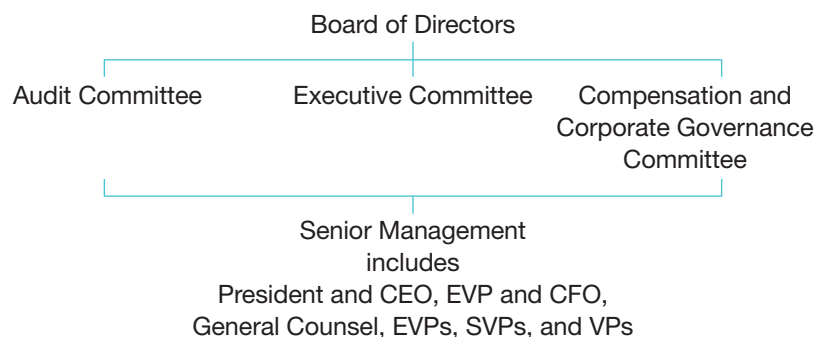 Board of Directors
Audit Committee
Executive Committee
Compensation and
Corporate Governance
Committee
Senior Management
includes
President and CEO, EVP and CFO,
General Counsel, EVPs, SVPs, and VPs